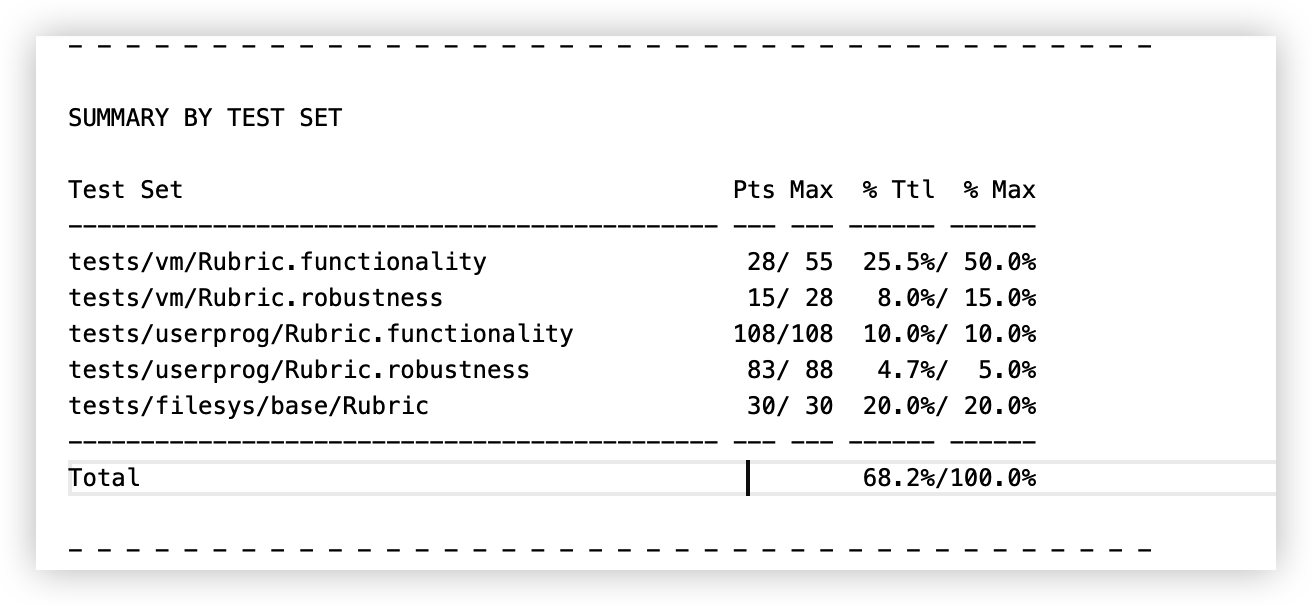 - - - - - - - - - - - - - - - - - - - - - - - - - - - - - - - - - - - - - -
SUMMARY BY TEST SET
Test Set                                      Pts Max  % Ttl  % Max
--------------------------------------------- --- --- ------ ------
tests/vm/Rubric.functionality                  28/ 55  25.5%/ 50.0%
tests/vm/Rubric.robustness                     15/ 28   8.0%/ 15.0%
tests/userprog/Rubric.functionality           108/108  10.0%/ 10.0%
tests/userprog/Rubric.robustness               83/ 88   4.7%/  5.0%
tests/filesys/base/Rubric                      30/ 30  20.0%/ 20.0%
--------------------------------------------- --- --- ------ ------
Total                                                  68.2%/100.0%
- - - - - - - - - - - - - - - - - - - - - - - - - - - - - - - - - - - - - -